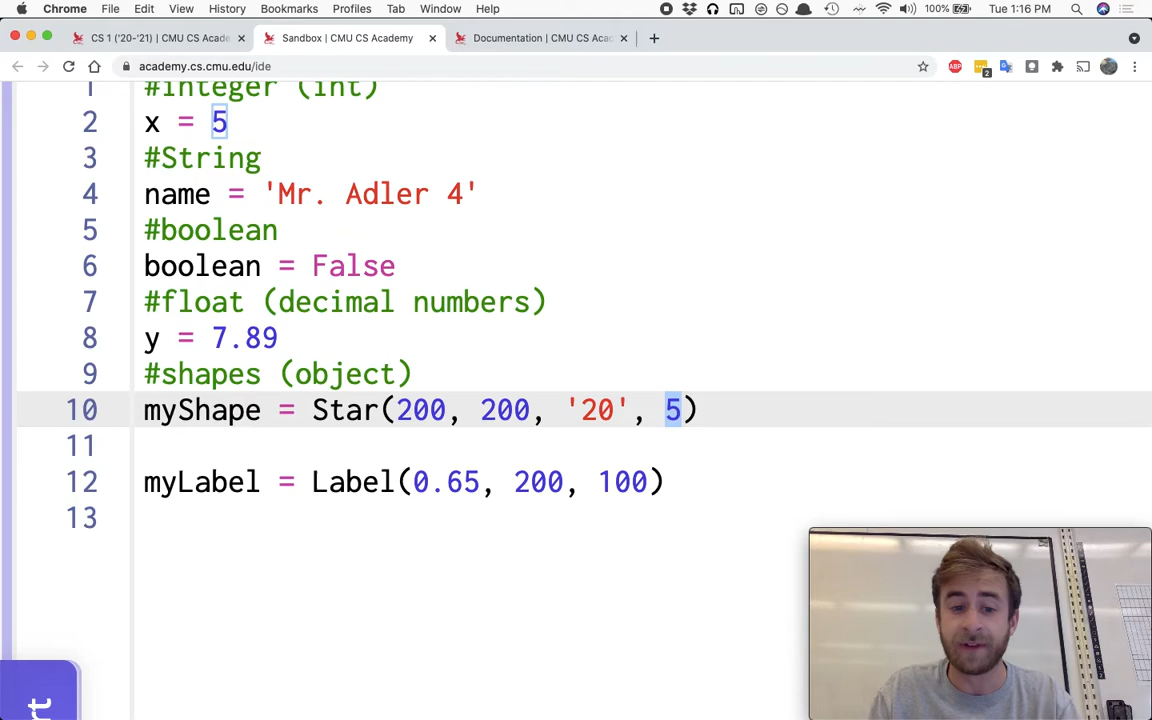 Chrome File Edit View History Bookmarks Profiles Tab Window Help 100% Tue 1:16 PM
CS 1 ('20-'21) | CMU CS Acade Sandbox | CMU CS Academy Documentation | CMU CS Aca
academy.cs.cmu.edu/ide ABP 2
1 #integer (int)
2 x = 5
3 #String
4 name = 'Mr. Adler 4'
5 #boolean
6 boolean = False
7 #float (decimal numbers)
8 y = 7.89
9 #shapes (object)
10 myShape = Star(200, 200, '20', 5)
11
12 myLabel = Label(0.65, 200, 100)
13
rt